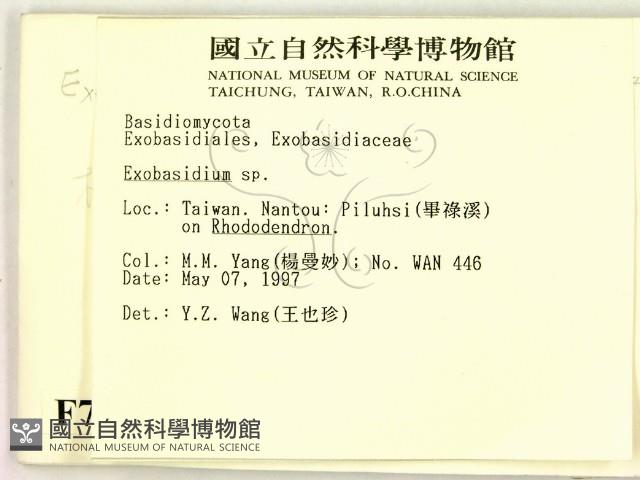 國立自然科學博物館
NATIONAL MUSEUM OF NATURAL SCIENCE
TAICHUNG, TAIWAN, R.O.CHINA
Basidiomycota
Exobasidiales, Exobasidiaceae
Exobasidium sp.
Loc.: Taiwan. Nantou: Piluhsi(畢祿溪)
on Rhododendron.
Col.: M.M. Yang(楊曼妙); No. WAN 446
Date: May 07, 1997
Det.: Y.Z. Wang(王也珍)
F7
國立自然科學博物館
NATIONAL MUSEUM OF NATURAL SCIENCE